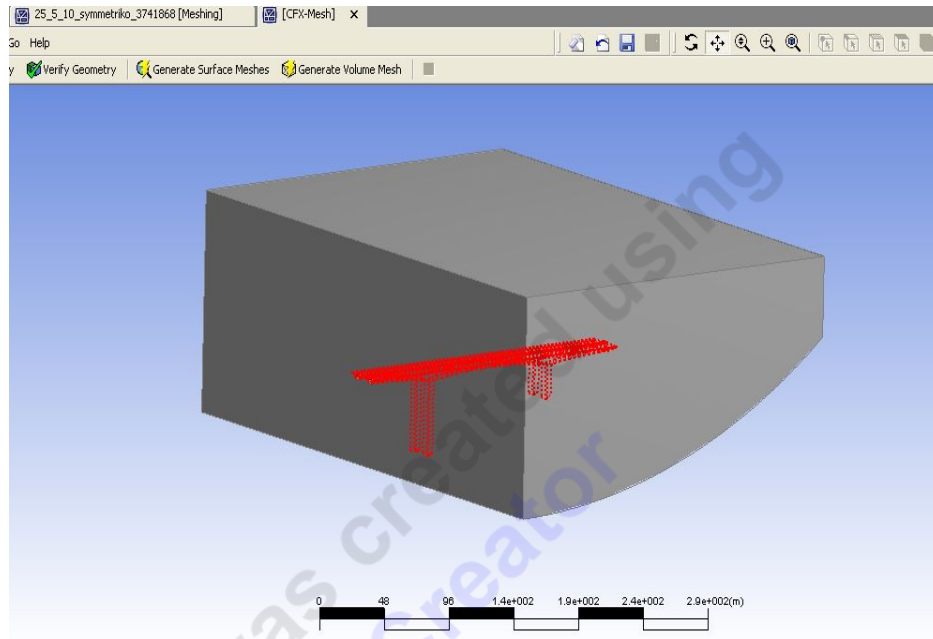 25_5_10_symmetriko_3741868 [Meshing] [CFX-Mesh] X
Go Help
y Verify Geometry Generate Surface Meshes Generate Volume Mesh
was created using
Creator
0 48 96 1.4e+002 1.9e+002 2.4e+002 2.9e+002(m)